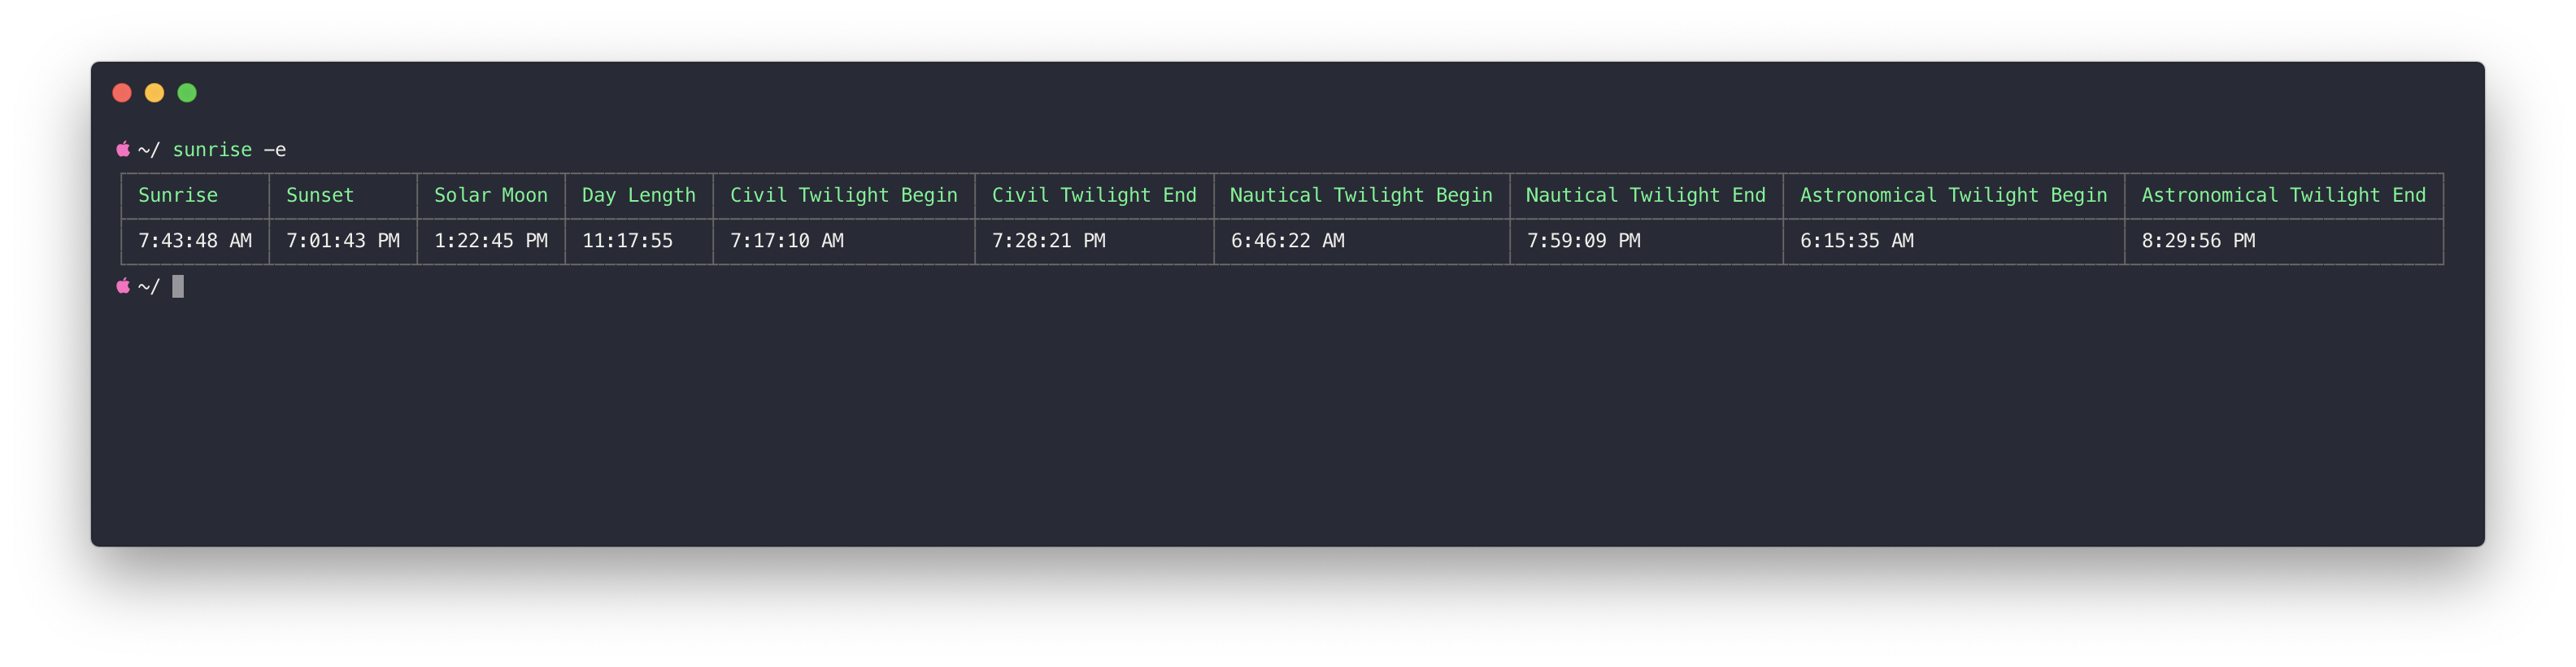 ~/ sunrise -e
Sunrise Sunset Solar Moon Day Length Civil Twilight Begin Civil Twilight End Nautical Twilight Begin Nautical Twilight End Astronomical Twilight Begin Astronomical Twilight End
7:43:48 AM 7:01:43 PM 1:22:45 PM 11:17:55 7:17:10 AM 7:28:21 PM 6:46:22 AM 7:59:09 PM 6:15:35 AM 8:29:56 PM
~/